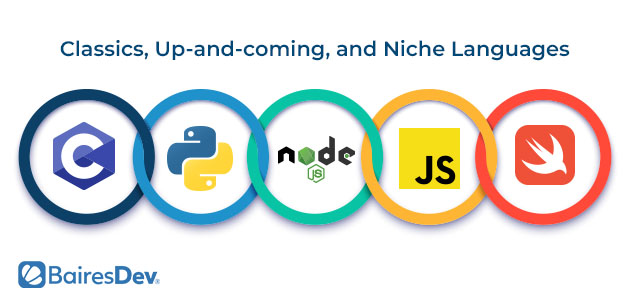 Classics, Up-and-coming, and Niche Languages
C
node
JS
JS
BairesDev®